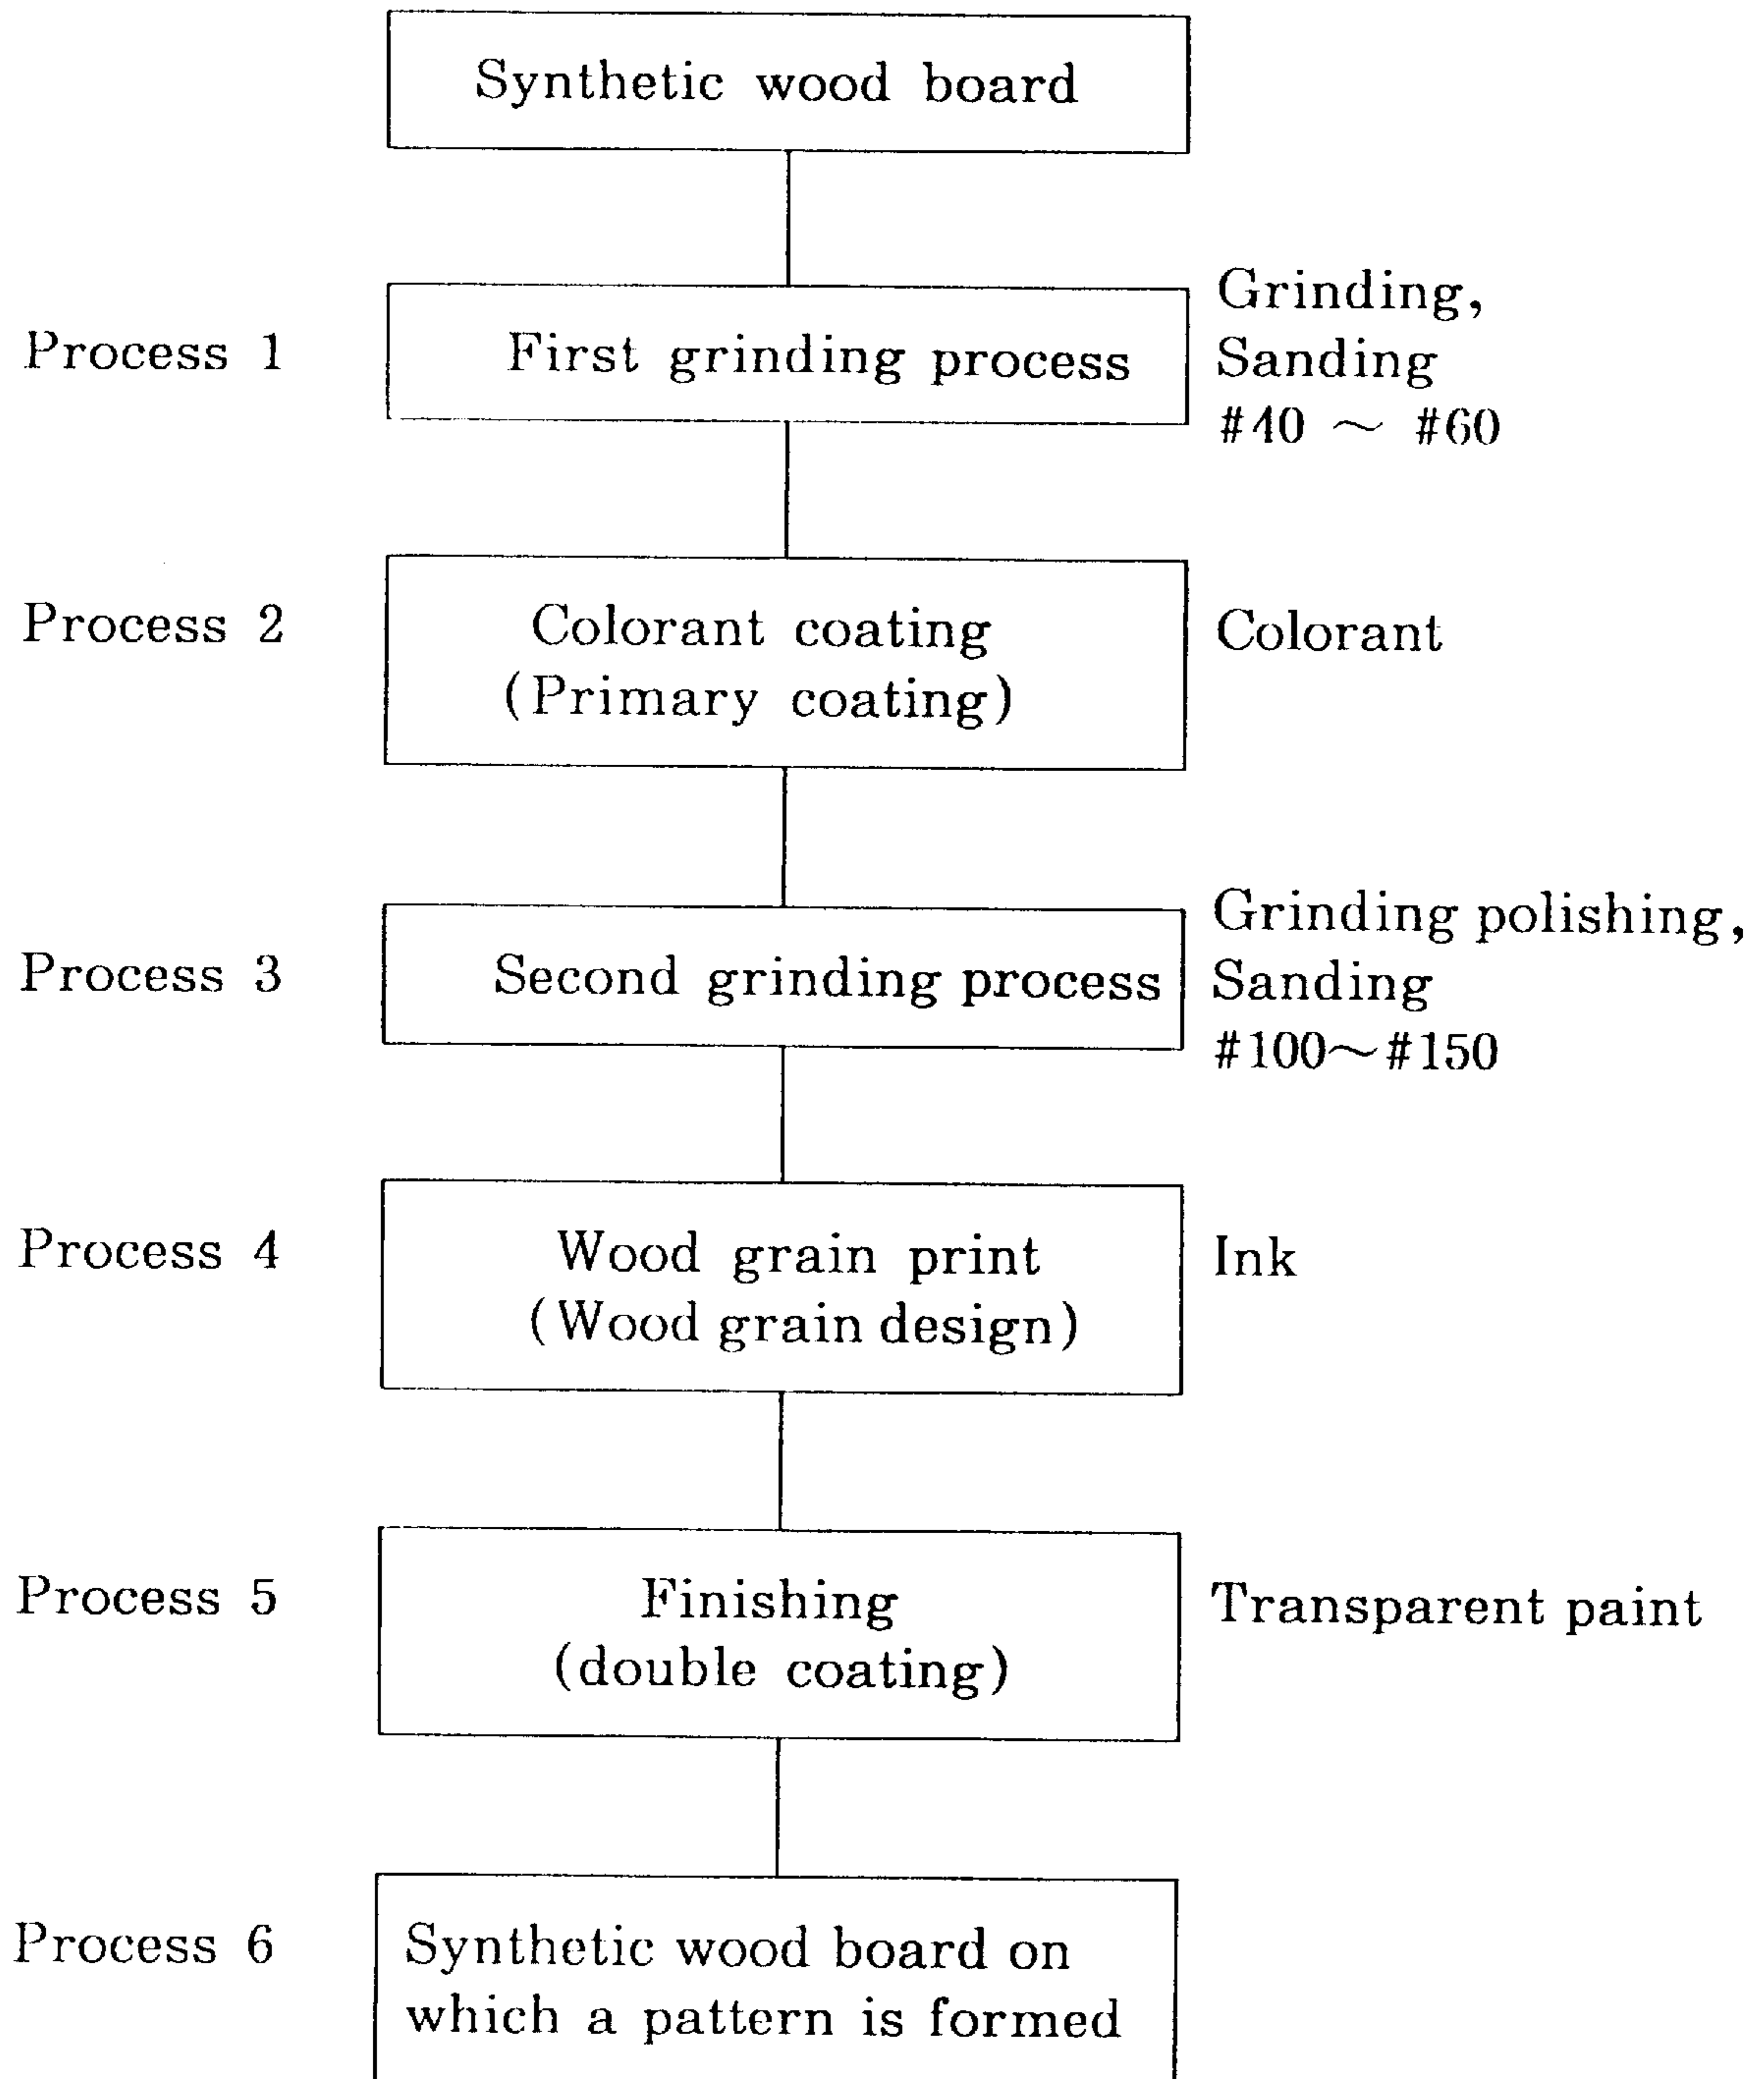 Synthetic wood board
Process 1
First grinding process
Grinding,
Sanding
#40 ~ #60
Process 2
Colorant coating
(Primary coating)
Colorant
Process 3
Second grinding process
Grinding polishing,
Sanding
#100~#150
Process 4
Wood grain print
(Wood grain design)
Ink
Process 5
Finishing
(double coating)
Transparent paint
Process 6
Synthetic wood board on
which a pattern is formed